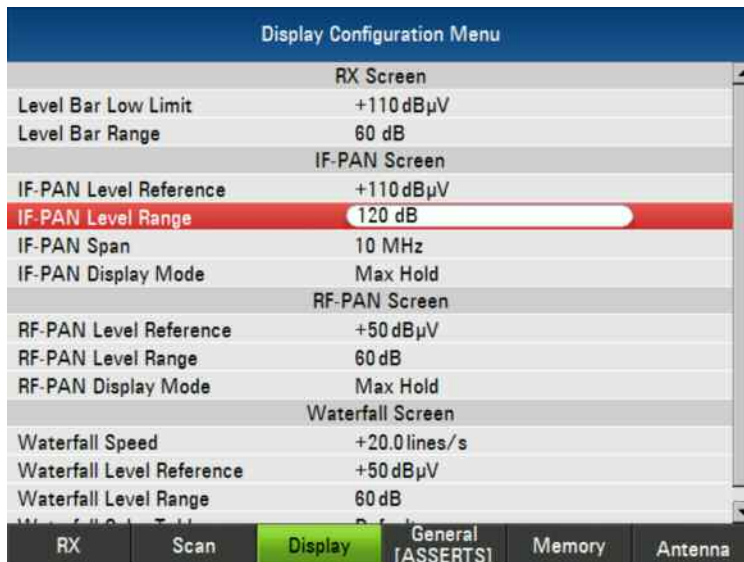 Display Configuration Menu
RX Screen
Level Bar Low Limit +110 dBµV
Level Bar Range 60 dB
IF-PAN Screen
IF-PAN Level Reference +110 dBµV
IF-PAN Level Range 120 dB
IF-PAN Span 10 MHz
IF-PAN Display Mode Max Hold
RF-PAN Screen
RF-PAN Level Reference +50 dBµV
RF-PAN Level Range 60 dB
RF-PAN Display Mode Max Hold
Waterfall Screen
Waterfall Speed +20.0 lines/s
Waterfall Level Reference +50 dBµV
Waterfall Level Range 60 dB
RX Scan Display General [ASSERTS] Memory Antenna